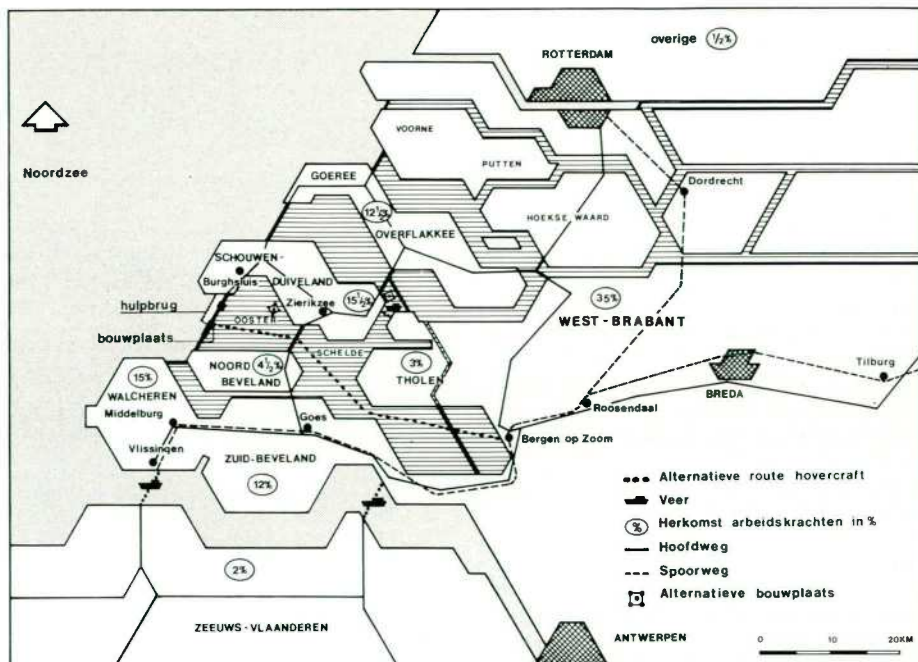 overige ½%
ROTTERDAM
Noordzee
VOORNE
PUTTEN
GOEREE
Dordrecht
12½%
HOEKSE WAARD
OVERFLAKKEE
SCHOUWEN-
Burghsluis
DUIVELAND
hulpbrug
Zierikzee
15½%
35%
OOSTER
WEST-BRABANT
bouwplaats
SCHELDE
NOORD
4½%
3%
BEVELAND
THOLEN
Tilburg
15%
WALCHEREN
BREDA
Middelburg
Goes
Roosendaal
Bergen op Zoom
Vlissingen
ZUID-BEVELAND
12%
Alternatieve route hovercraft
Veer
% Herkomst arbeidskrachten in %
Hoofdweg
Spoorweg
Alternatieve bouwplaats
2%
ZEEUWS-VLAANDEREN
ANTWERPEN
0 10 20KM